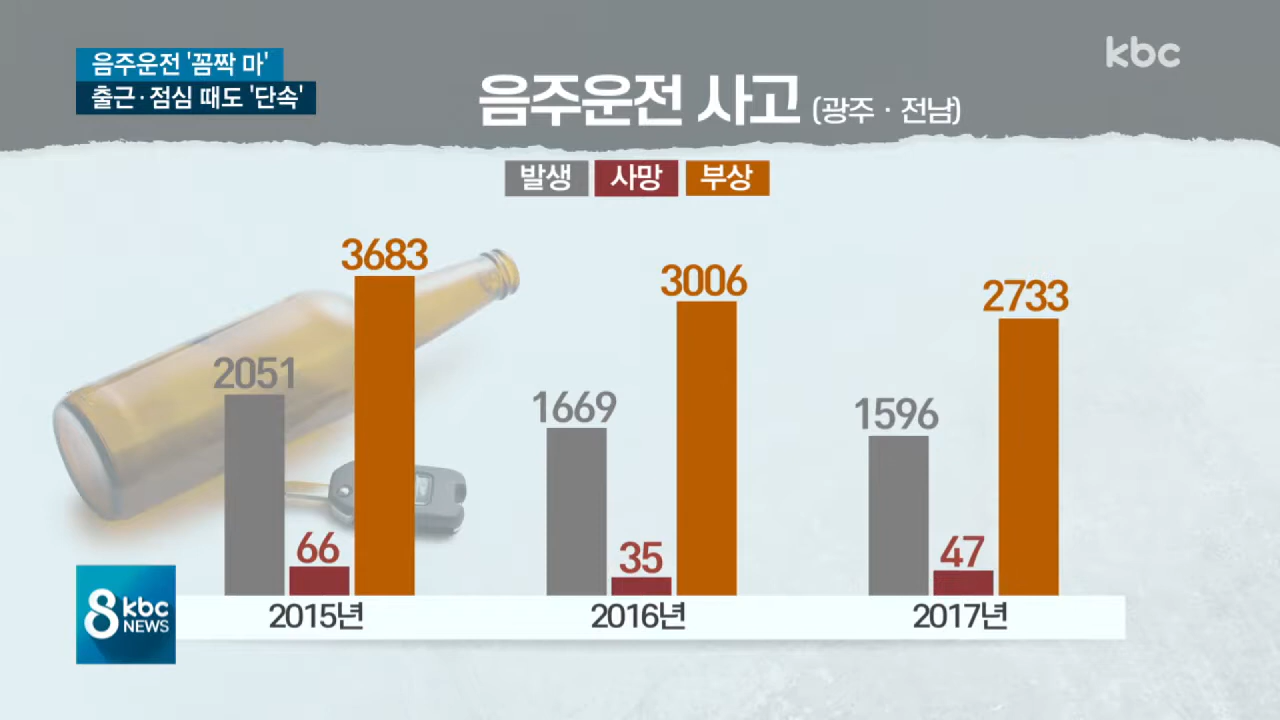 음주운전 '꼼짝 마'
출근·점심 때도 '단속'
kbc
음주운전 사고 (광주 · 전남)
발생 사망 부상
3683
3006
2733
2051
1669
1596
66
35
47
2015년 2016년 2017년
8 kbc
NEWS